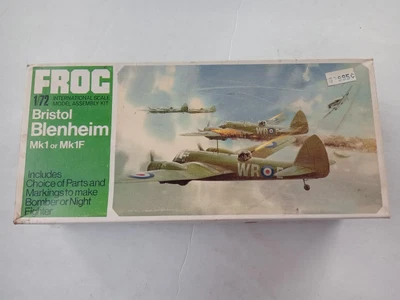 FROG
1/72 INTERNATIONAL SCALE
MODEL ASSEMBLY KIT
Bristol
Blenheim
Mk1 or Mk1F
includes
Choice of Parts and
Markings to make
Bomber or Night
Fighter
WR
WR